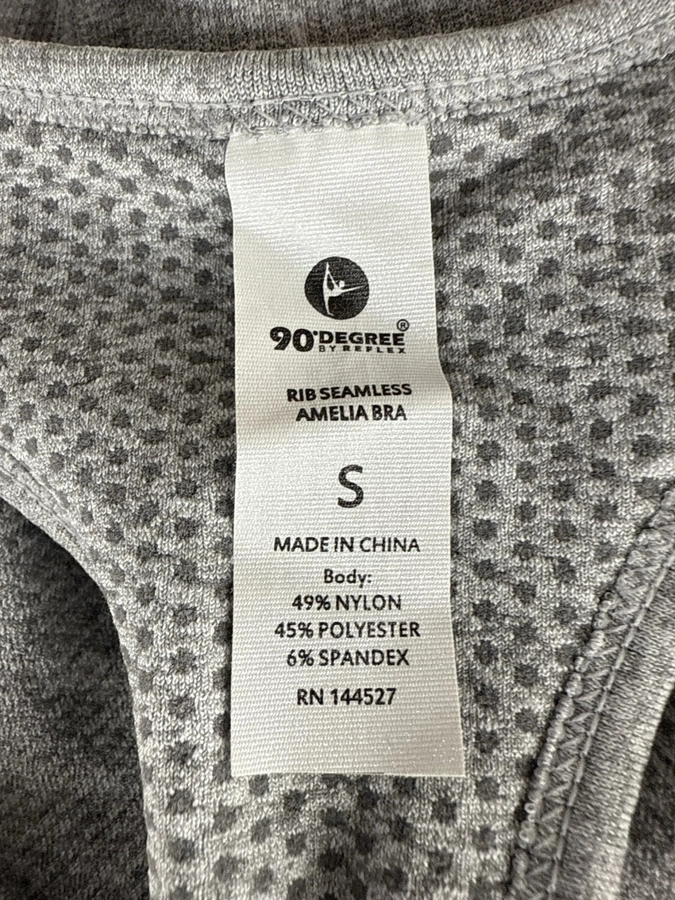 90°DEGREE®
BY REFLEX
RIB SEAMLESS
AMELIA BRA
S
MADE IN CHINA
Body:
49% NYLON
45% POLYESTER
6% SPANDEX
RN 144527